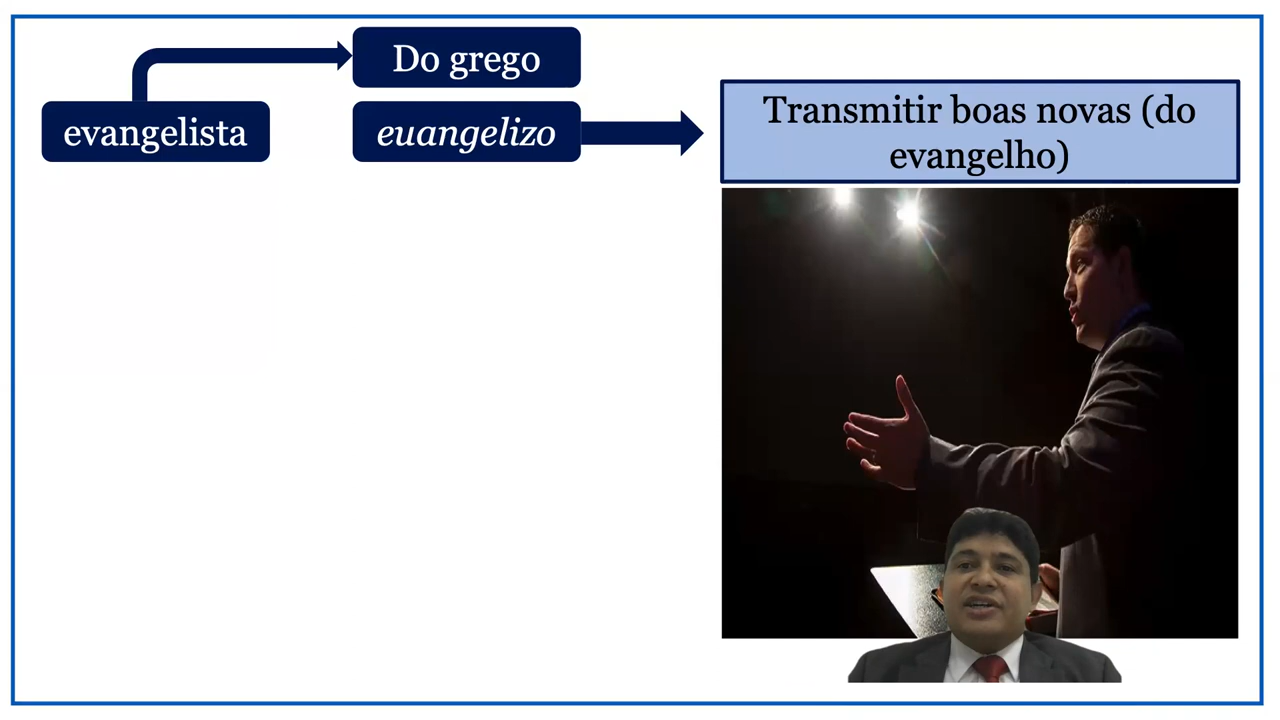 Do grego
evangelista
euangelizo
Transmitir boas novas (do
evangelho)